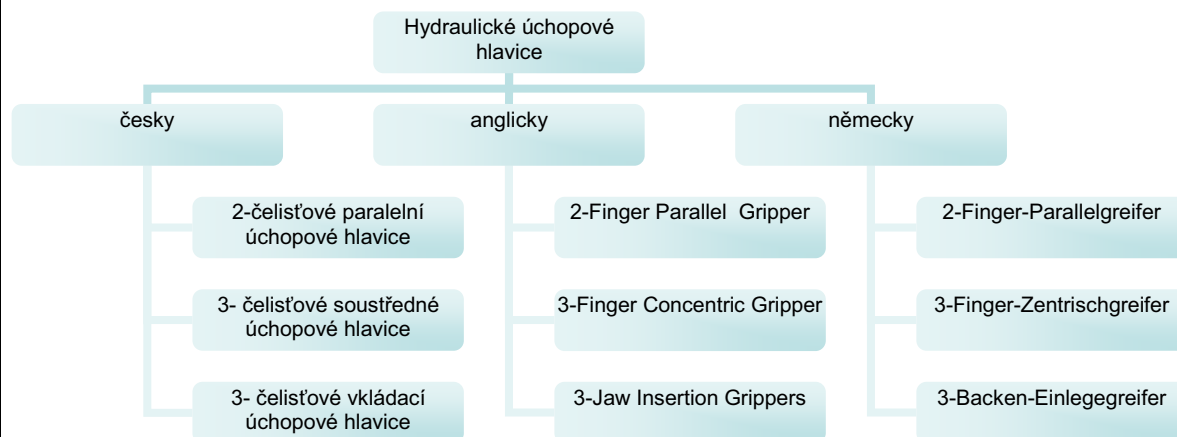 Hydraulické úchopové
hlavice
česky
anglicky
německy
2-čelisťové paralelní
úchopové hlavice
2-Finger Parallel  Gripper
2-Finger-Parallelgreifer
3- čelisťové soustředné
úchopové hlavice
3-Finger Concentric Gripper
3-Finger-Zentrischgreifer
3- čelisťové vkládací
úchopové hlavice
3-Jaw Insertion Grippers
3-Backen-Einlegegreifer